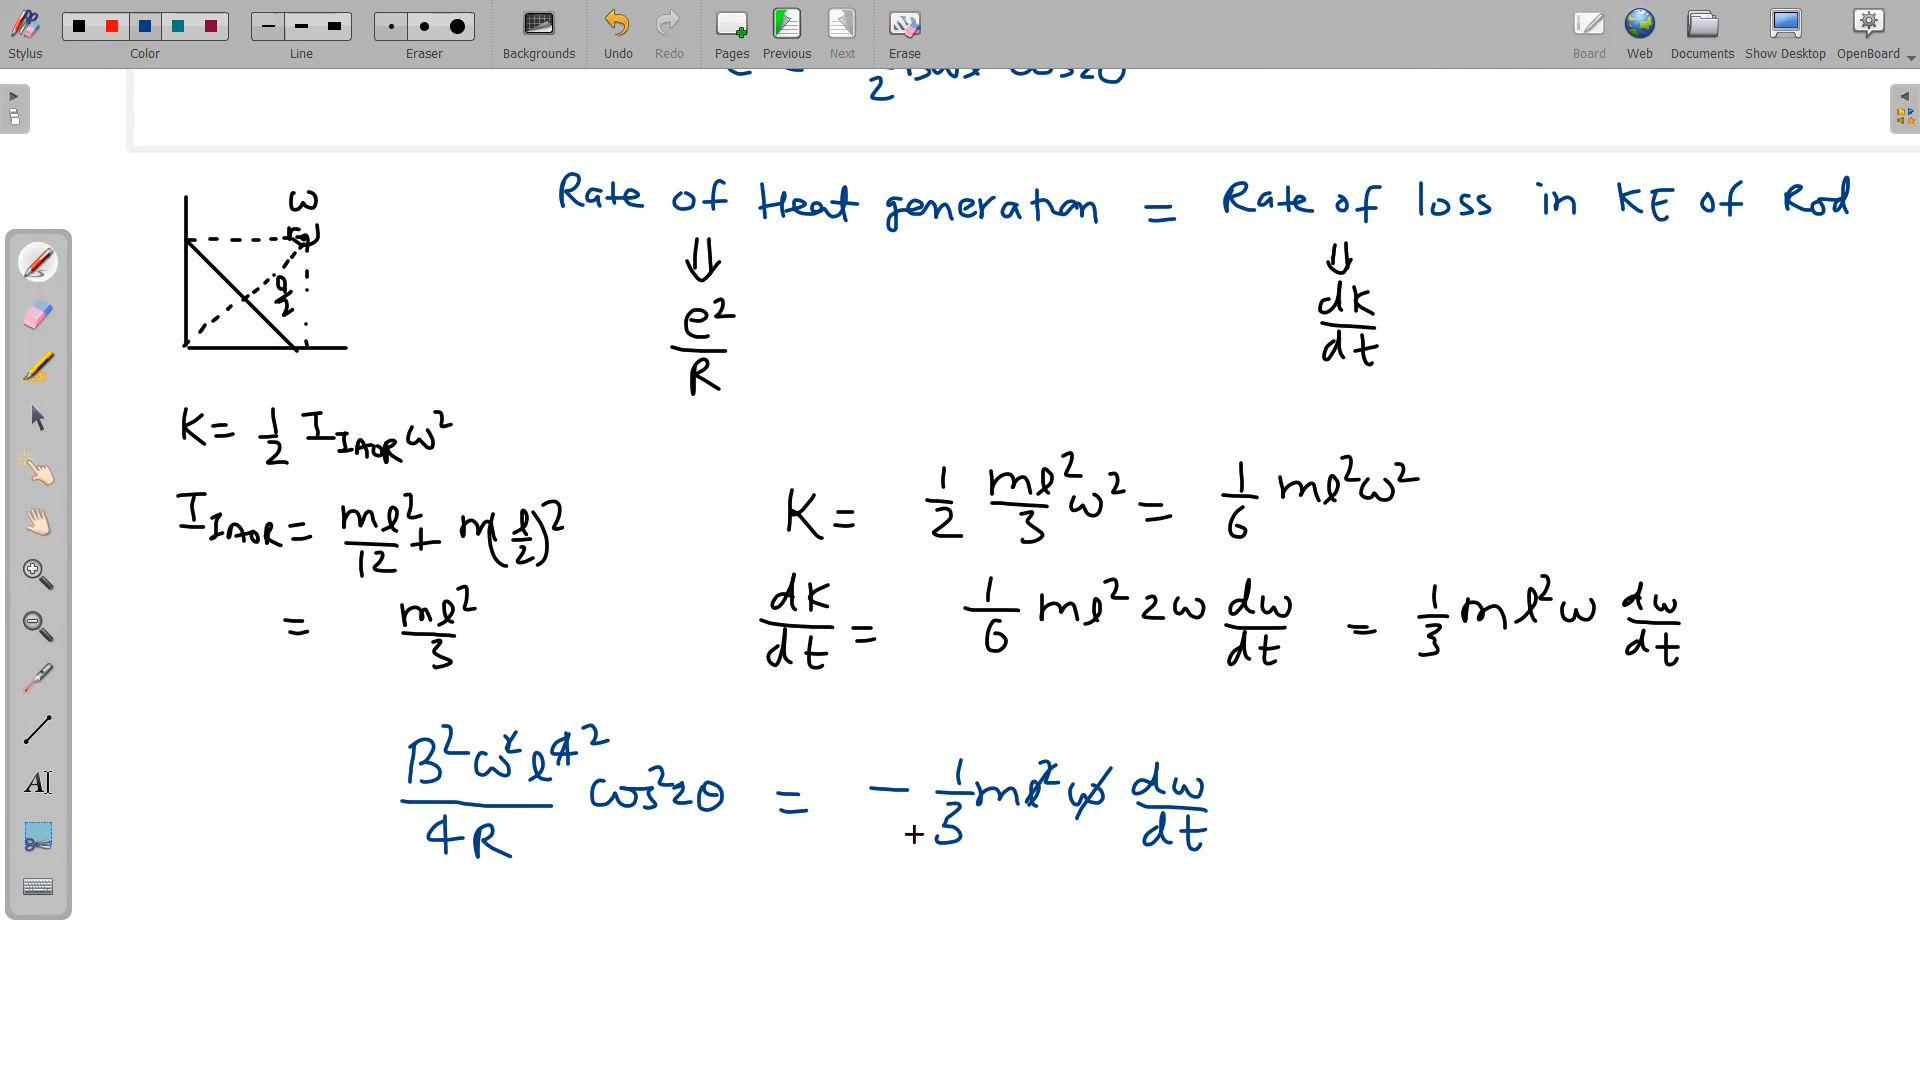 Stylus Color Line Eraser Backgrounds Undo Redo Pages Previous Next Erase Board Web Documents Show Desktop OpenBoard
Rate of Heat generation = Rate of loss in KE of Rod
ω
l/2
⇓ ⇓
e²/R
dK/dt
K = 1/2 I_IAOR ω²
I_IAOR = ml²/12 + m(l/2)²
= ml²/3
K = 1/2 ml²/3 ω² = 1/6 ml²ω²
dK/dt = 1/6 ml² 2ω dω/dt = 1/3 ml²ω dω/dt
B²ω²l⁴ ² / 4R cos²2θ = - 1/3 ml²ω dω/dt